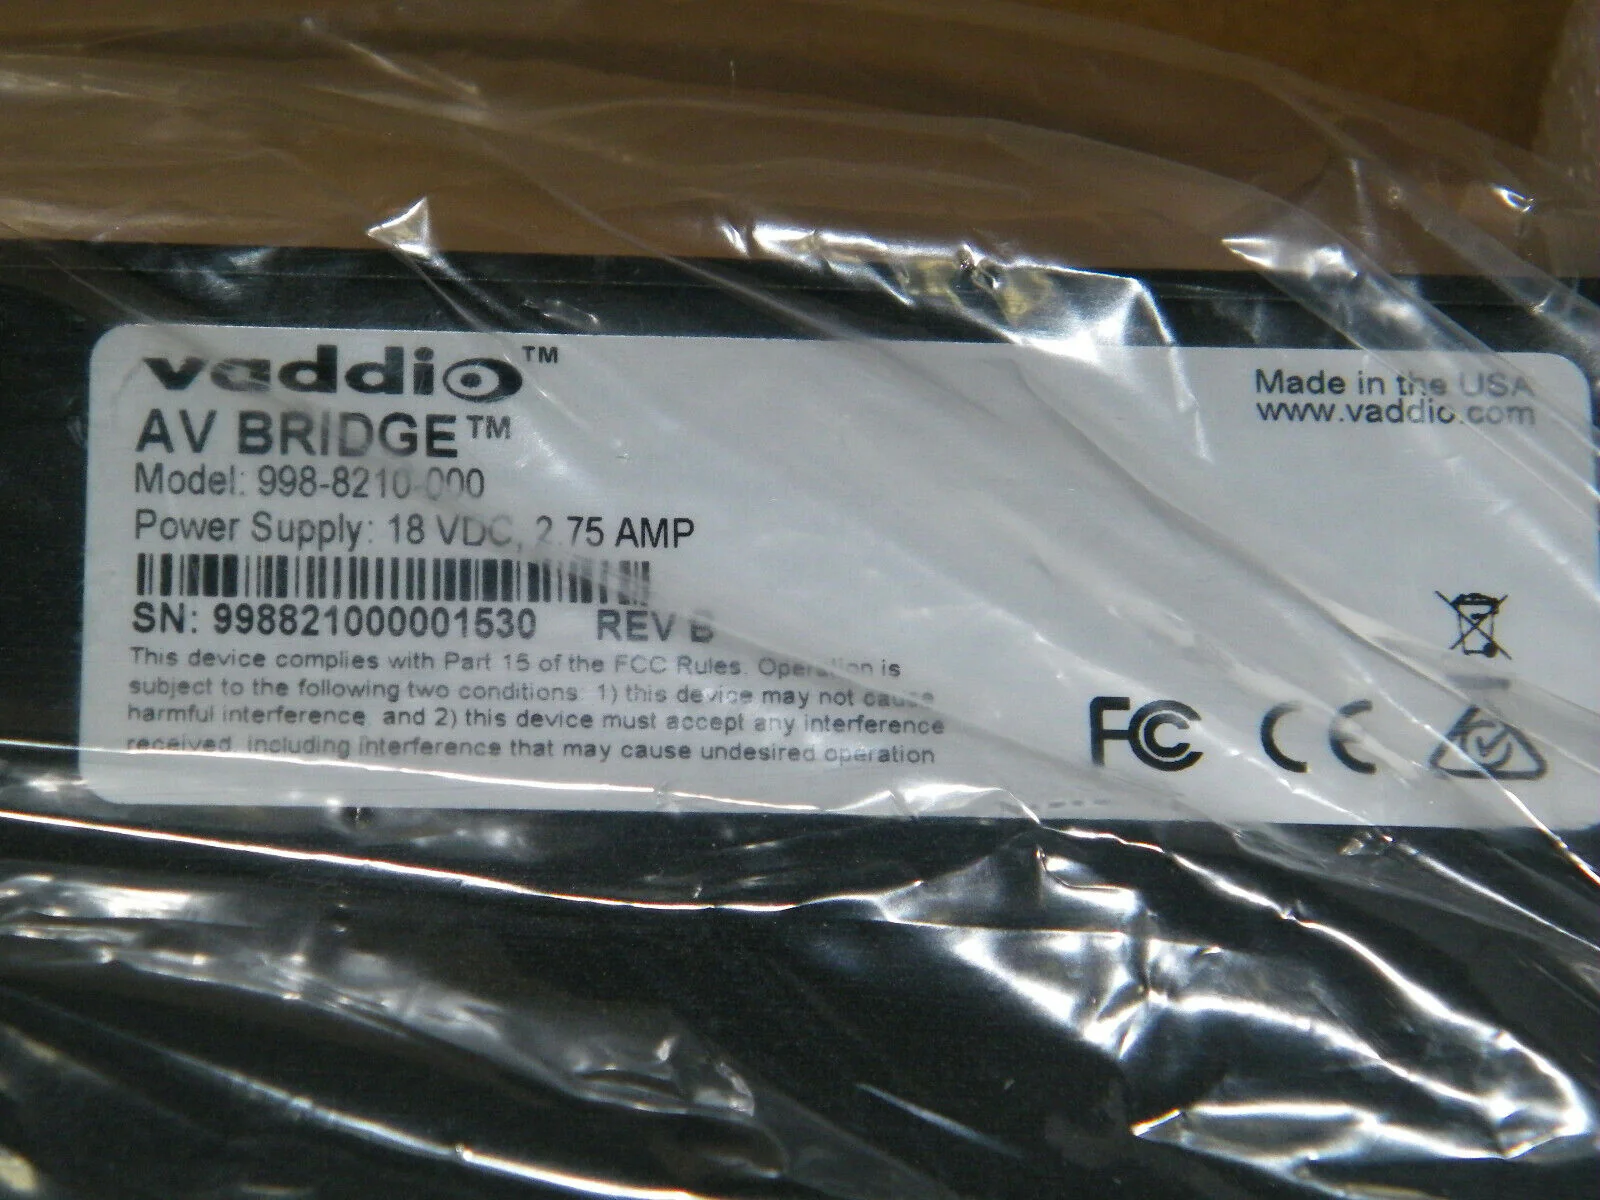 vaddio™
AV BRIDGE™
Model: 998-8210-000
Power Supply: 18 VDC, 2.75 AMP
SN: 998821000001530 REV B
This device complies with Part 15 of the FCC Rules. Operation is
subject to the following two conditions: 1) this device may not cause
harmful interference, and 2) this device must accept any interference
received, including interference that may cause undesired operation
Made in the USA
www.vaddio.com
FC CE